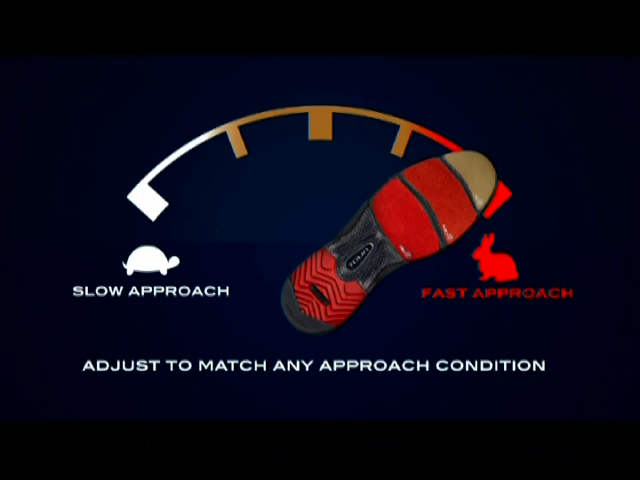 SLOW APPROACH
FAST APPROACH
ADJUST TO MATCH ANY APPROACH CONDITION